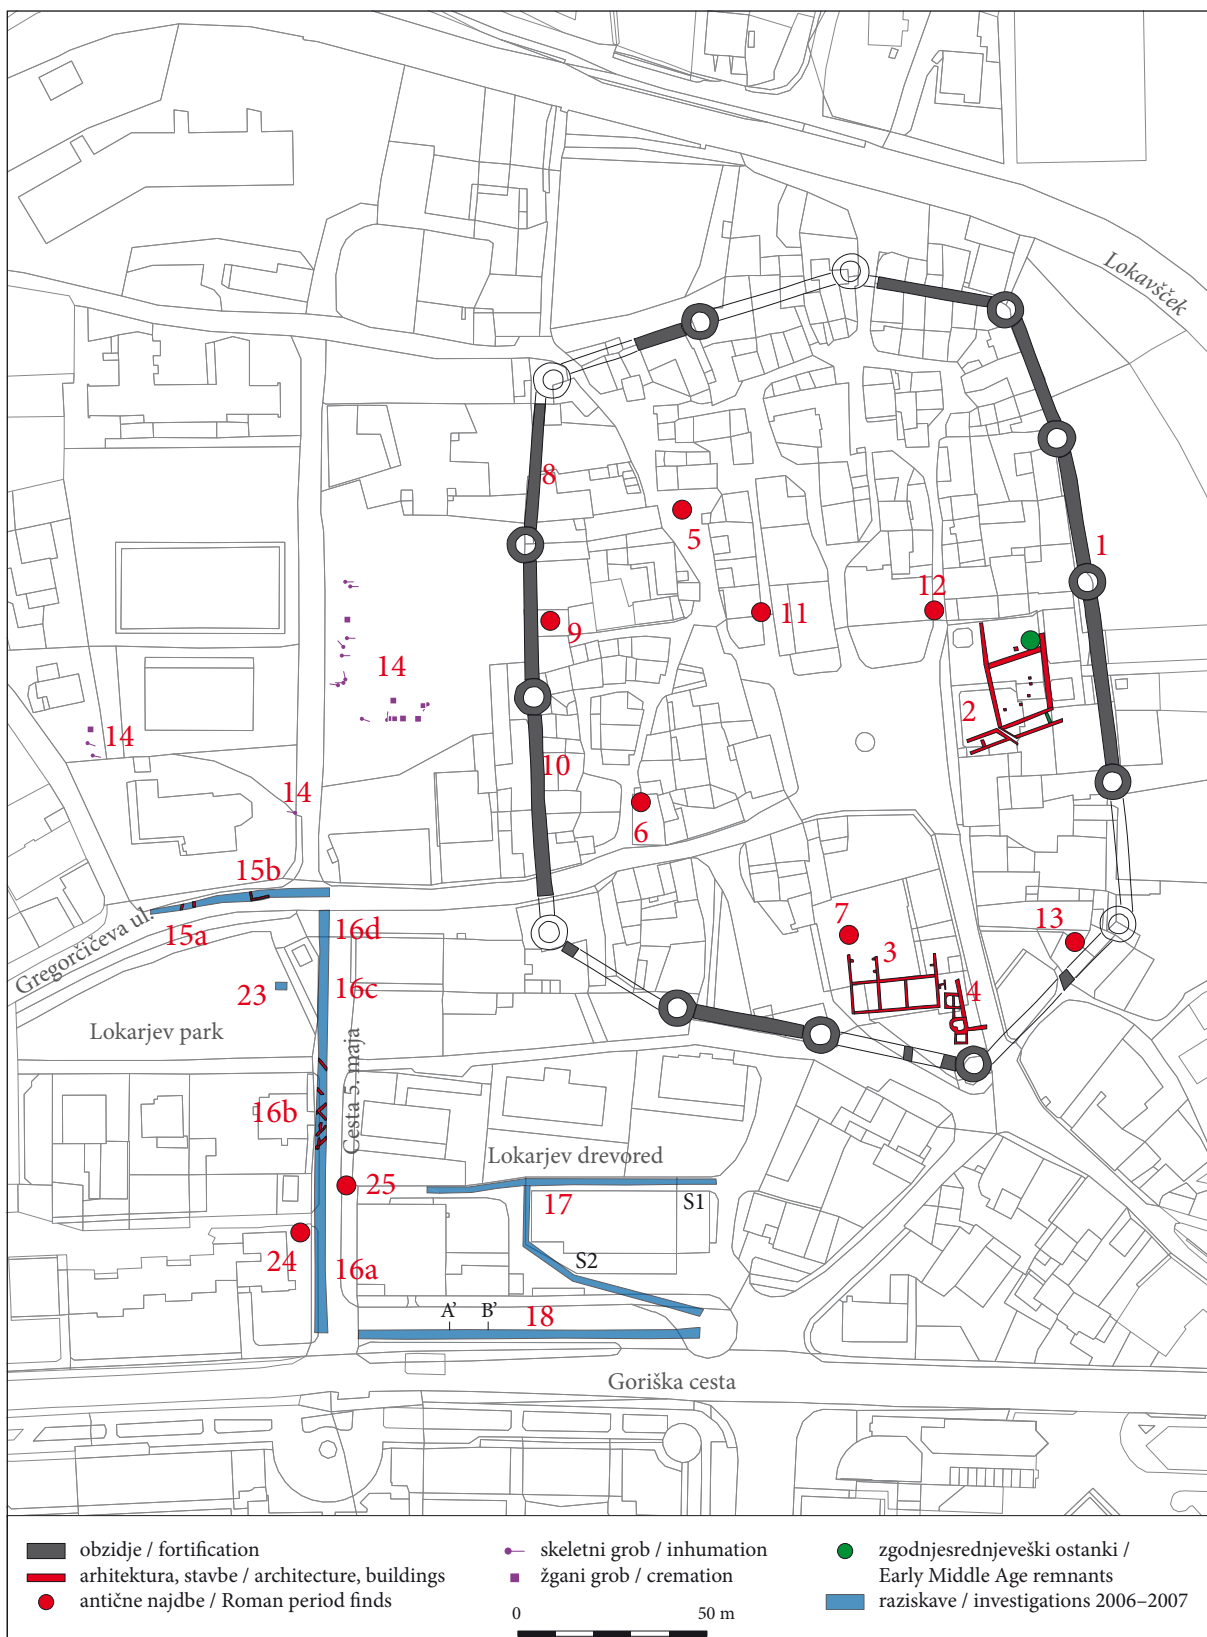 Lokavšček
8
5
1
12
11
9
14
2
14
10
14
6
15b
7
13
15a
16d
3
Gregorčičeva ul.
23
16c
4
Lokarjev park
Cesta 5. maja
16b
Lokarjev drevored
25
17
S1
24
16a
S2
A'
B'
18
Goriška cesta
obzidje / fortification
arhitektura, stavbe / architecture, buildings
antične najdbe / Roman period finds
skeletni grob / inhumation
žgani grob / cremation
0 50 m
zgodnjesrednjeveški ostanki /
Early Middle Age remnants
raziskave / investigations 2006–2007